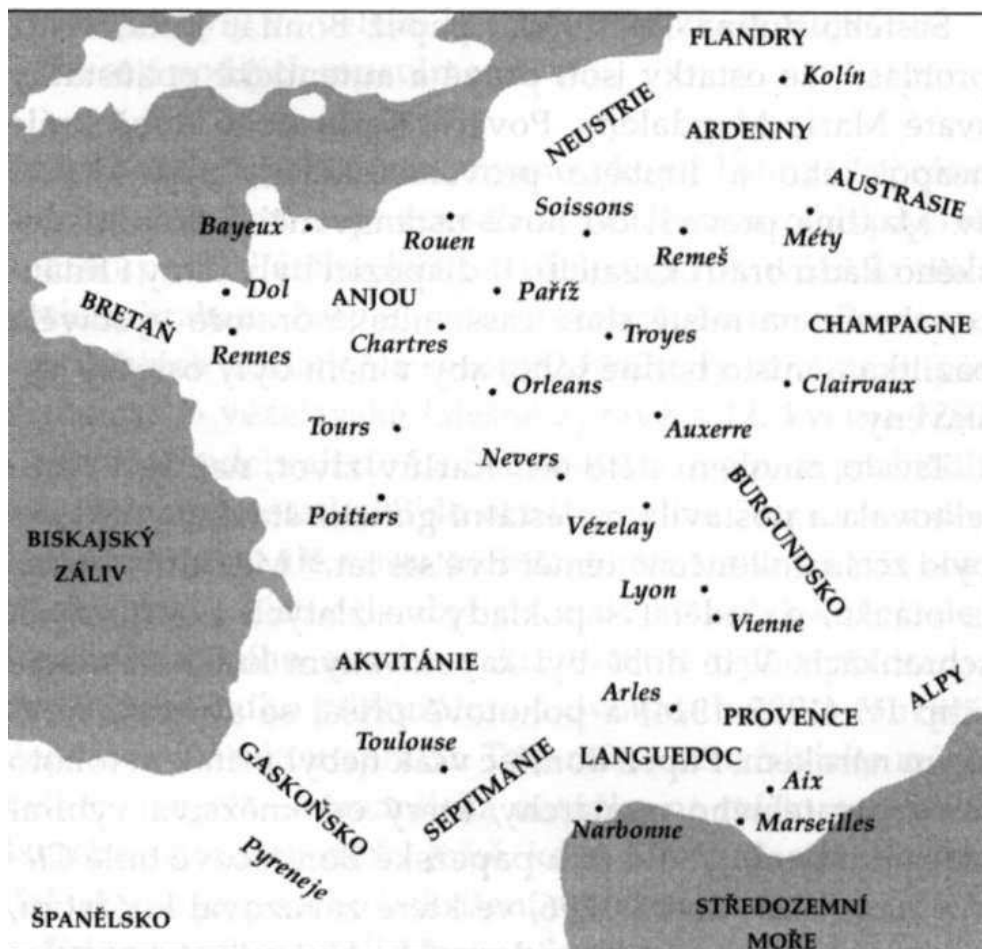 FLANDRY
Kolín
NEUSTRIE
ARDENNY
AUSTRASIE
Soissons
Bayeux
Rouen
Remeš
Méty
Dol
ANJOU
Paříž
BRETAŇ
Rennes
Chartres
Troyes
CHAMPAGNE
Orleans
Clairvaux
Tours
Auxerre
Nevers
BURGUNDSKO
Poitiers
Vézelay
BISKAJSKÝ
ZÁLIV
Lyon
Vienne
AKVITÁNIE
ALPY
Arles
PROVENCE
GASKOŇSKO
Toulouse
SEPTIMÁNIE
LANGUEDOC
Aix
Narbonne
Marseilles
Pyreneje
ŠPANĚLSKO
STŘEDOZEMNÍ
MOŘE